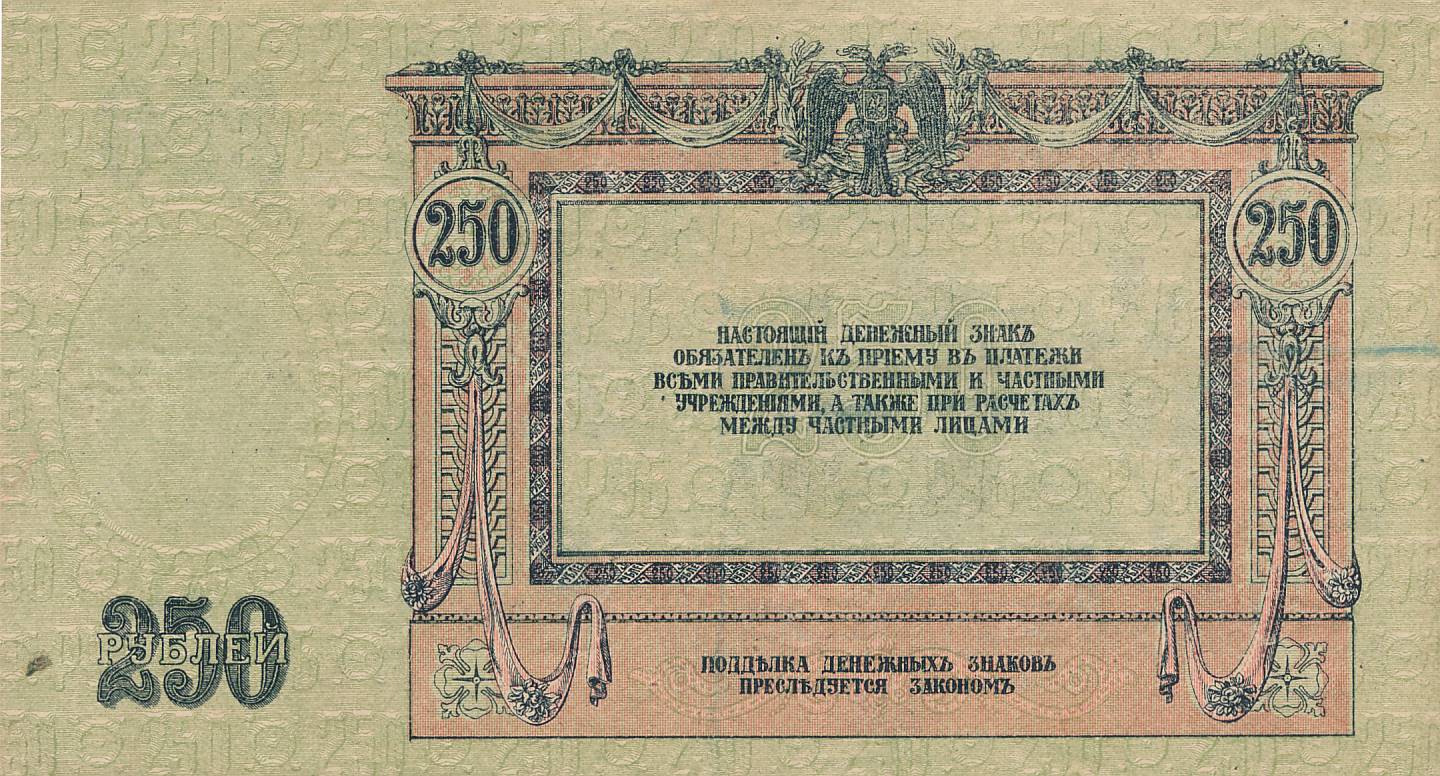 250
250
НАСТОЯЩІЙ ДЕНЕЖНЫЙ ЗНАКЪ
ОБЯЗАТЕЛЕНЪ КЪ ПРІЕМУ ВЪ ПЛАТЕЖИ
ВСѢМИ ПРАВИТЕЛЬСТВЕННЫМИ И ЧАСТНЫМИ
УЧРЕЖДЕНІЯМИ, А ТАКЖЕ ПРИ РАСЧЕТАХЪ
МЕЖДУ ЧАСТНЫМИ ЛИЦАМИ
250
250
РУБЛЕЙ
ПОДДѢЛКА ДЕНЕЖНЫХЪ ЗНАКОВЪ
ПРЕСЛѢДУЕТСЯ ЗАКОНОМЪ